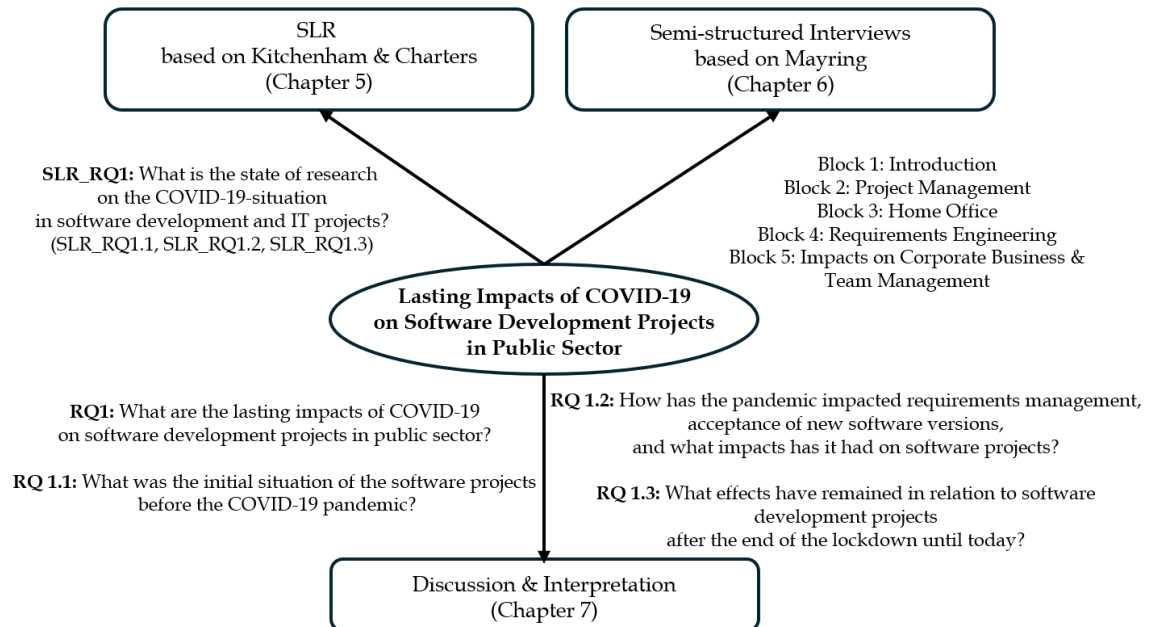 SLR
based on Kitchenham & Charters
(Chapter 5)
Semi-structured Interviews
based on Mayring
(Chapter 6)
SLR_RQ1: What is the state of research
on the COVID-19-situation
in software development and IT projects?
(SLR_RQ1.1, SLR_RQ1.2, SLR_RQ1.3)
Block 1: Introduction
Block 2: Project Management
Block 3: Home Office
Block 4: Requirements Engineering
Block 5: Impacts on Corporate Business &
Team Management
Lasting Impacts of COVID-19
on Software Development Projects
in Public Sector
RQ1: What are the lasting impacts of COVID-19
on software development projects in public sector?
RQ 1.1: What was the initial situation of the software projects
before the COVID-19 pandemic?
RQ 1.2: How has the pandemic impacted requirements management,
acceptance of new software versions,
and what impacts has it had on software projects?
RQ 1.3: What effects have remained in relation to software
development projects
after the end of the lockdown until today?
Discussion & Interpretation
(Chapter 7)